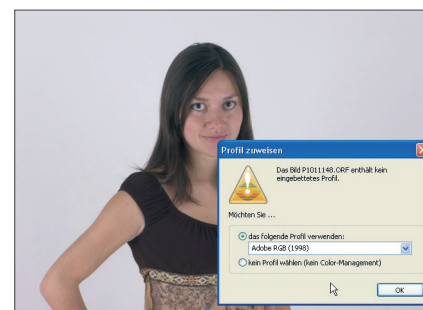 Profil zuweisen
Das Bild P1011148.ORF enthält kein
eingebettetes Profil.
Möchten Sie ...
das folgende Profil verwenden:
Adobe RGB (1998)
kein Profil wählen (kein Color-Management)
OK